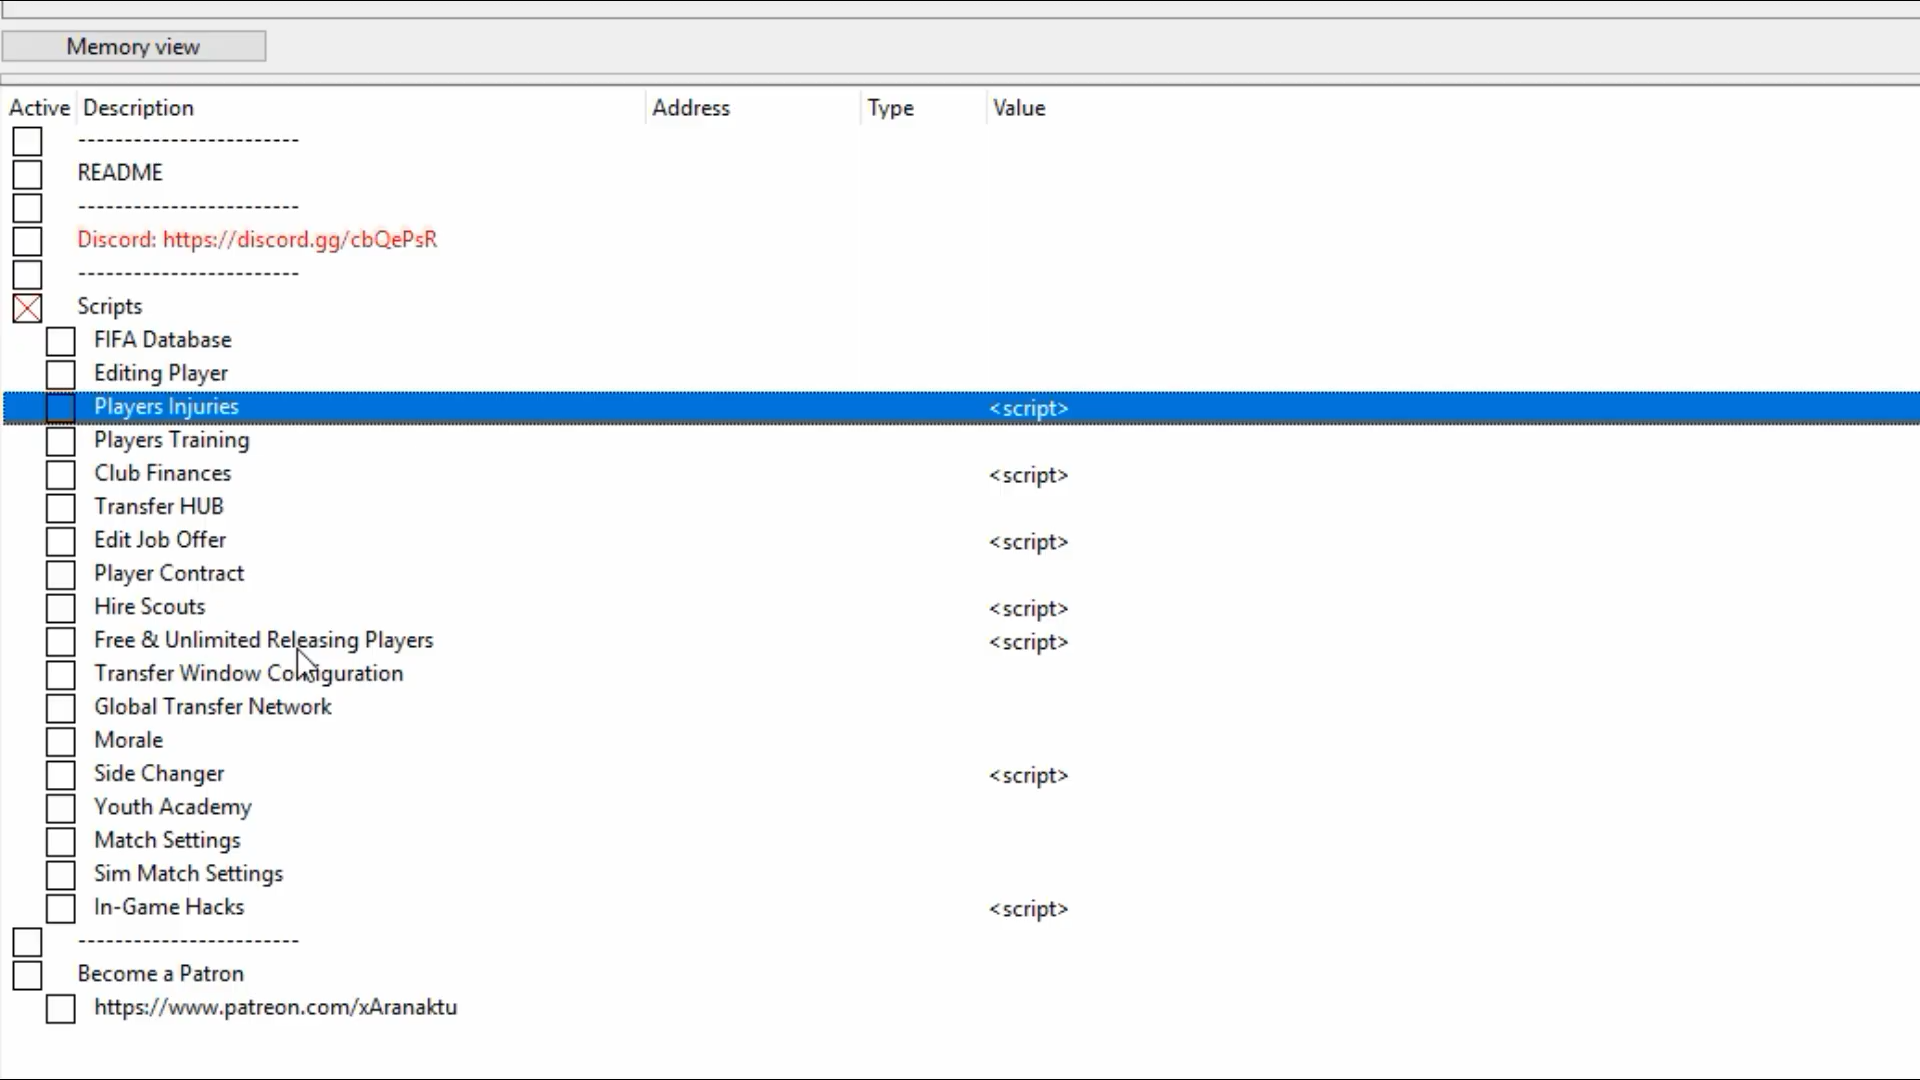 Memory view
Active Description Address Type Value
------------------------
README
------------------------
Discord: https://discord.gg/cbQePsR
------------------------
Scripts
FIFA Database
Editing Player
Players Injuries <script>
Players Training
Club Finances <script>
Transfer HUB
Edit Job Offer <script>
Player Contract
Hire Scouts <script>
Free & Unlimited Releasing Players <script>
Transfer Window Configuration
Global Transfer Network
Morale
Side Changer <script>
Youth Academy
Match Settings
Sim Match Settings
In-Game Hacks <script>
------------------------
Become a Patron
https://www.patreon.com/xAranaktu